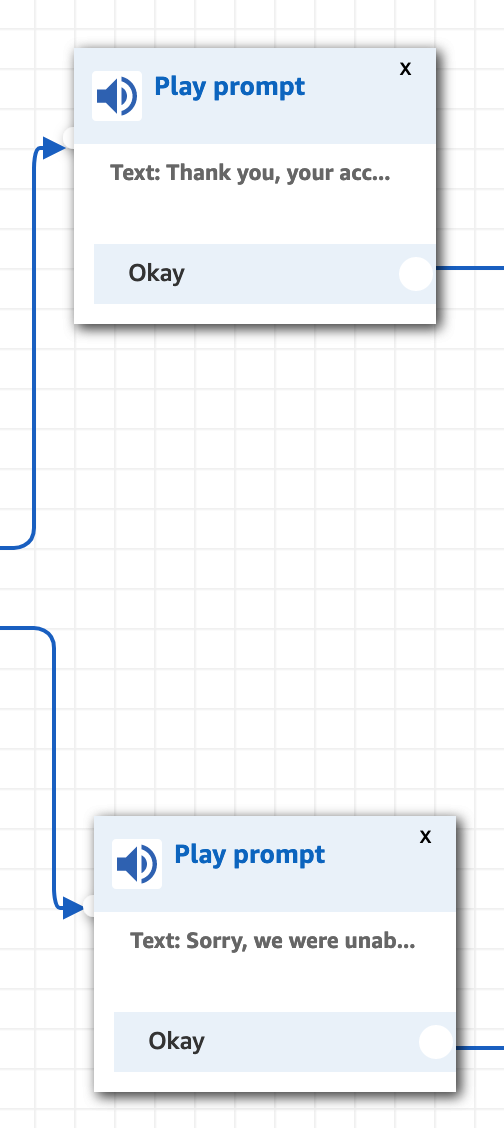 Play prompt
x
Text: Thank you, your acc...
Okay
Play prompt
x
Text: Sorry, we were unab...
Okay